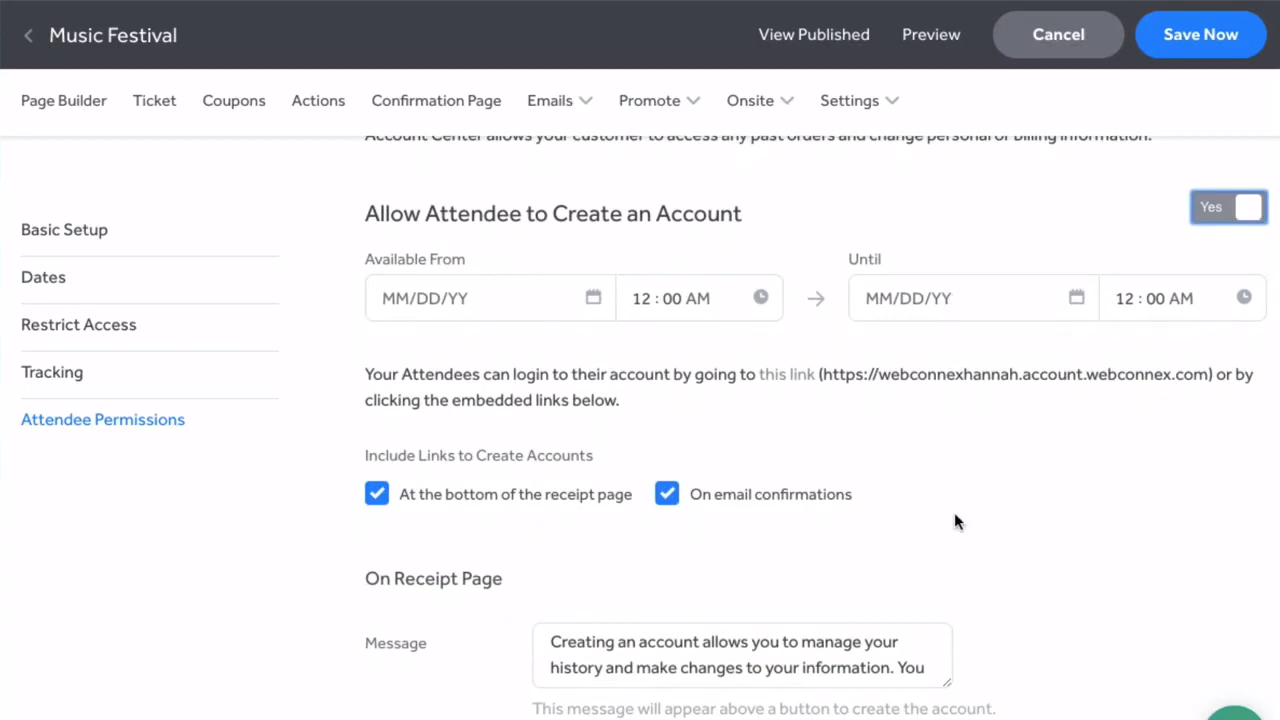 Music Festival
View Published
Preview
Cancel
Save Now
Page Builder
Ticket
Coupons
Actions
Confirmation Page
Emails
Promote
Onsite
Settings
Account Center allows your customer to access any past orders and change personal or billing information.
Basic Setup
Dates
Restrict Access
Tracking
Attendee Permissions
Allow Attendee to Create an Account
Yes
Available From
Until
MM/DD/YY
12 : 00 AM
MM/DD/YY
12 : 00 AM
Your Attendees can login to their account by going to this link (https://webconnexhannah.account.webconnex.com) or by
clicking the embedded links below.
Include Links to Create Accounts
At the bottom of the receipt page
On email confirmations
On Receipt Page
Message
Creating an account allows you to manage your
history and make changes to your information. You
This message will appear above a button to create the account.